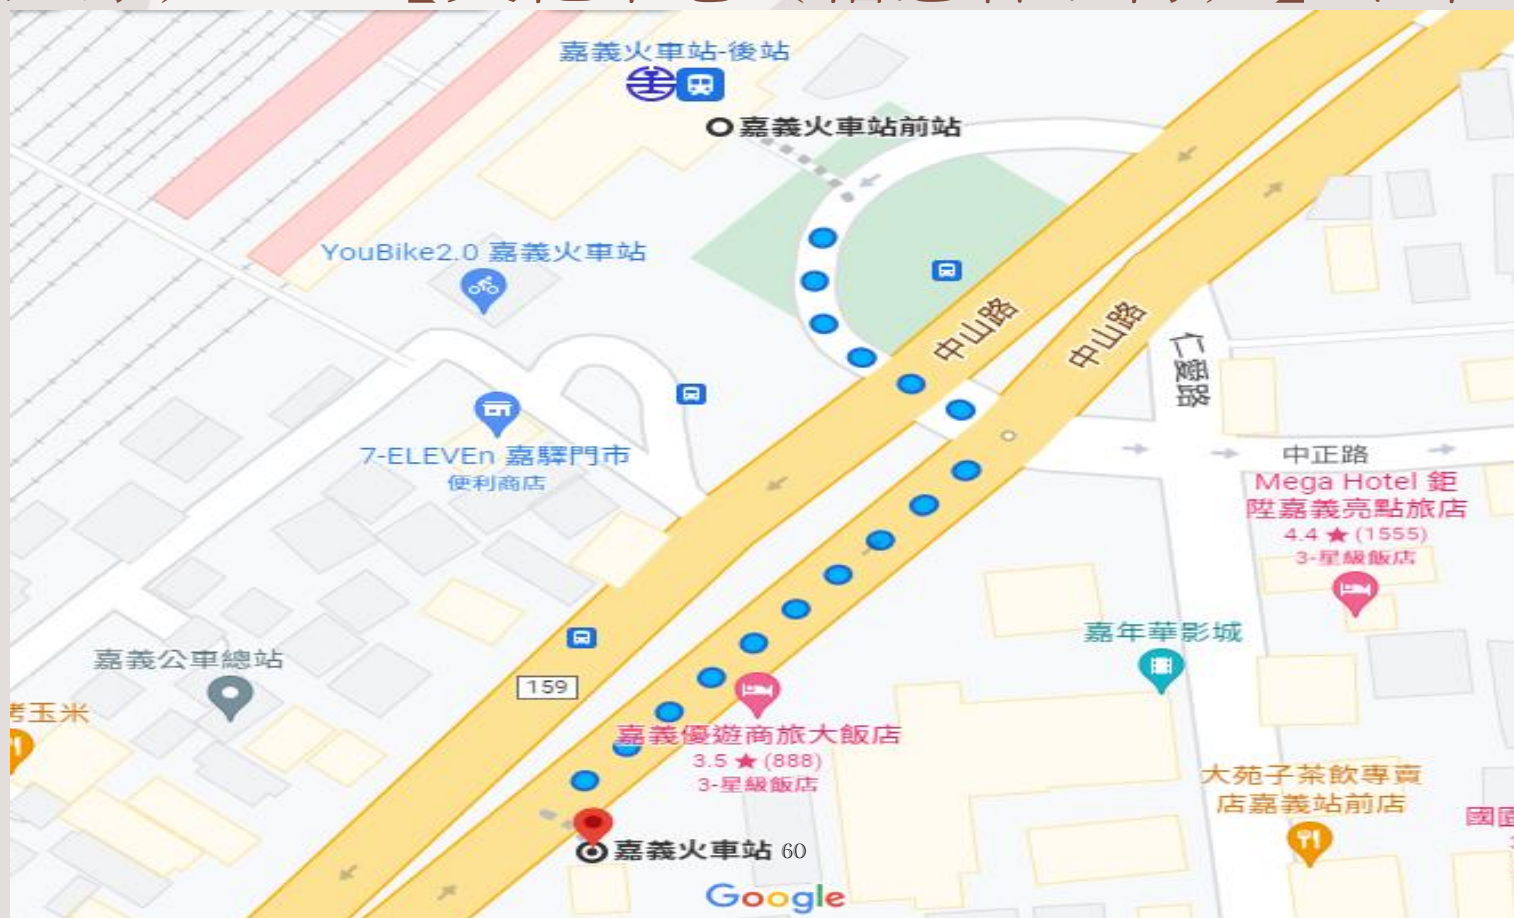 嘉義火車站-後站
嘉義火車站前站
YouBike2.0 嘉義火車站
中山路
中山路
仁愛路
7-ELEVEn 嘉驛門市
便利商店
中正路
Mega Hotel 鉅
陞嘉義亮點旅店
4.4 ★ (1555)
3-星級飯店
嘉年華影城
嘉義公車總站
159
烤玉米
嘉義優遊商旅大飯店
3.5 ★ (888)
3-星級飯店
大苑子茶飲專賣
店嘉義站前店
嘉義火車站 60
Google